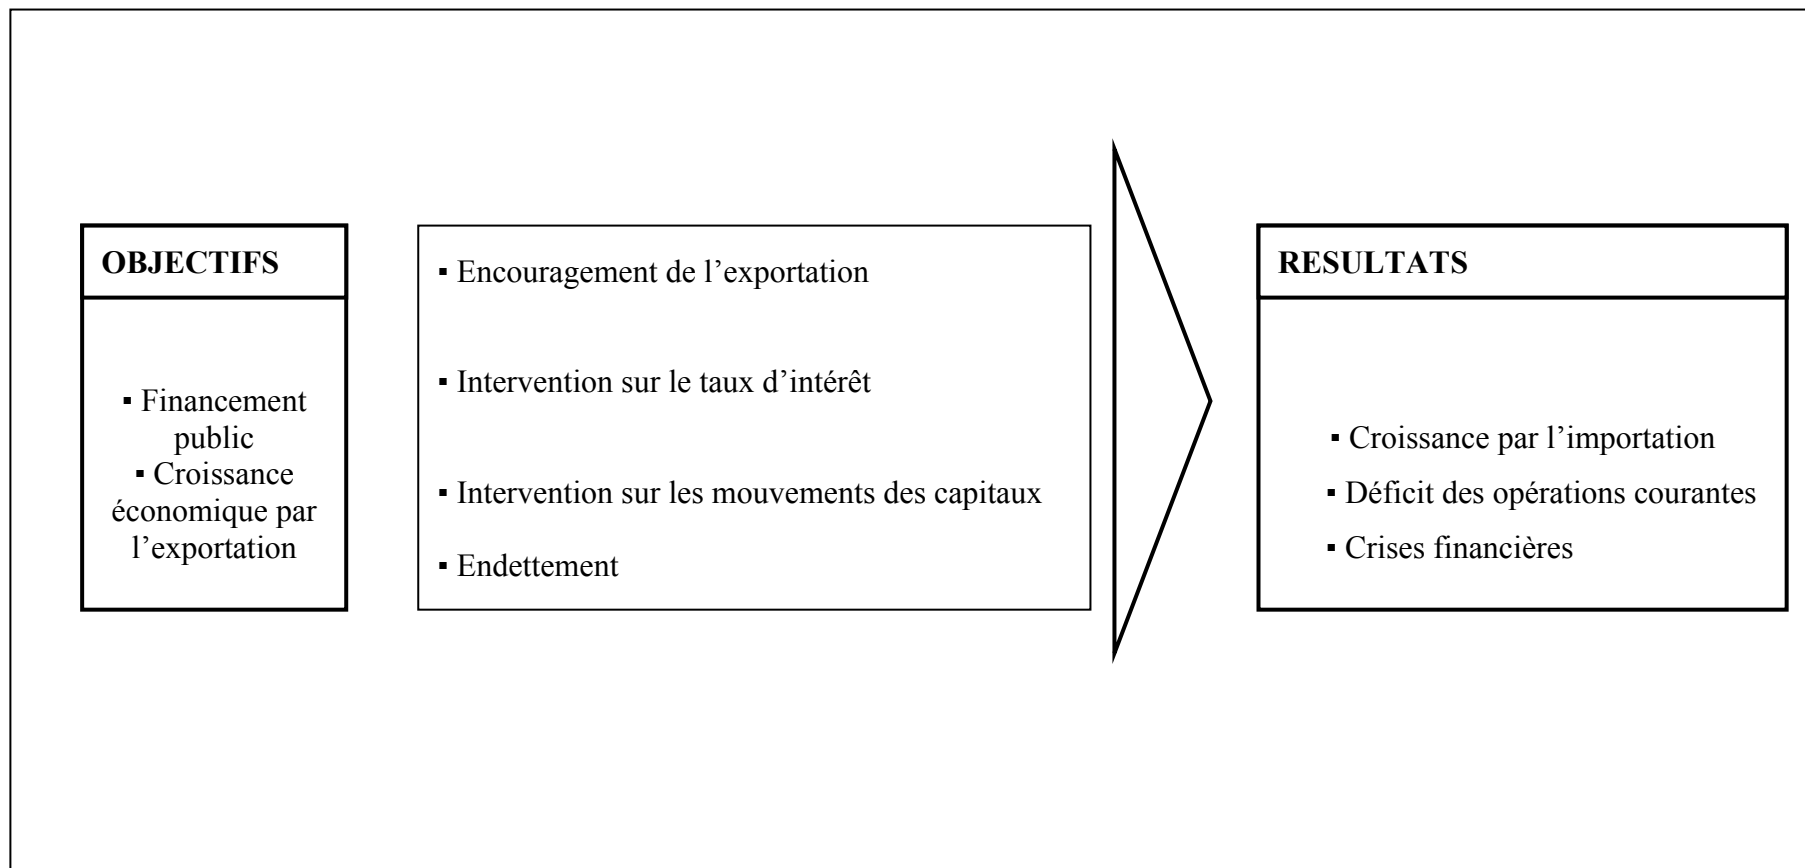 OBJECTIFS
▪ Financement
public
▪ Croissance
économique par
l’exportation
▪ Encouragement de l’exportation
▪ Intervention sur le taux d’intérêt
▪ Intervention sur les mouvements des capitaux
▪ Endettement
RESULTATS
▪ Croissance par l’importation
▪ Déficit des opérations courantes
▪ Crises financières